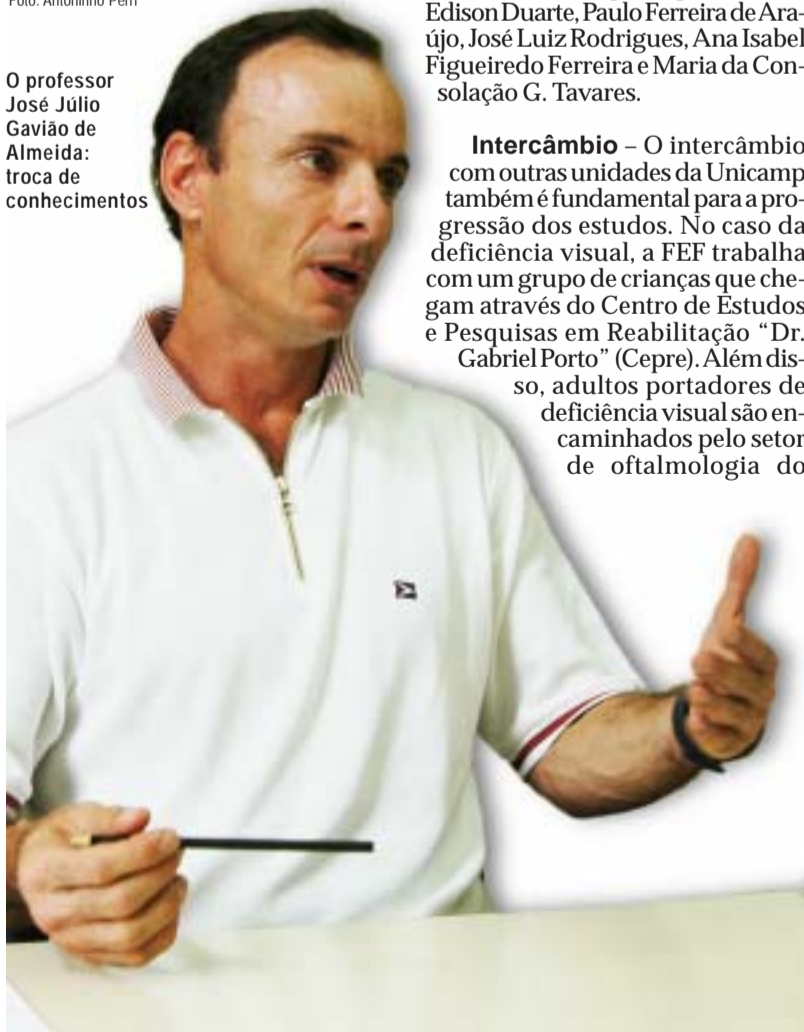 Foto: Antoninho Perri
O professor
José Júlio
Gavião de
Almeida:
troca de
conhecimentos
Edison Duarte, Paulo Ferreira de Ara-
újo, José Luiz Rodrigues, Ana Isabel
Figueiredo Ferreira e Maria da Con-
solação G. Tavares.
Intercâmbio – O intercâmbio
com outras unidades da Unicamp
também é fundamental para a pro-
gressão dos estudos. No caso da
deficiência visual, a FEF trabalha
com um grupo de crianças que che-
gam através do Centro de Estudos
e Pesquisas em Reabilitação “Dr.
Gabriel Porto” (Cepre). Além dis-
so, adultos portadores de
deficiência visual são en-
caminhados pelo setor
de oftalmologia do